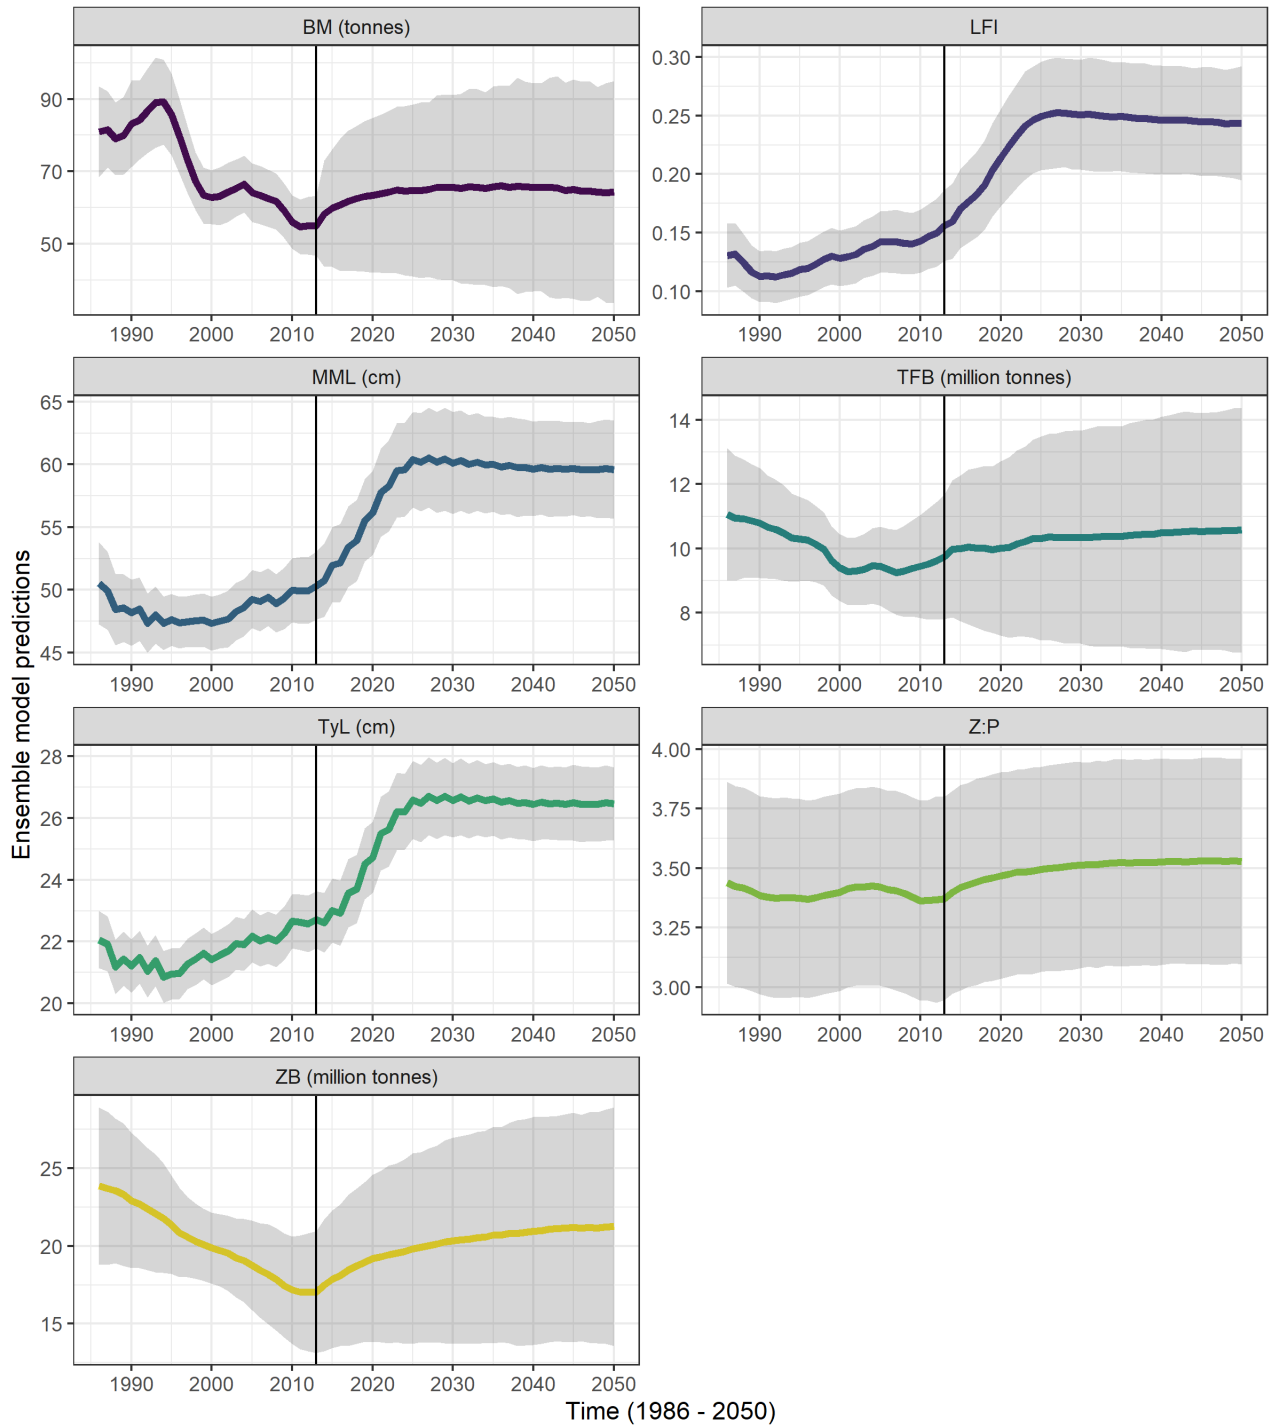 BM (tonnes)
LFI
90
70
50
0.30
0.25
0.20
0.15
0.10
1990 2000 2010 2020 2030 2040 2050
1990 2000 2010 2020 2030 2040 2050
MML (cm)
TFB (million tonnes)
65
60
55
50
45
14
12
10
8
1990 2000 2010 2020 2030 2040 2050
1990 2000 2010 2020 2030 2040 2050
Ensemble model predictions
TyL (cm)
Z:P
28
26
24
22
20
4.00
3.75
3.50
3.25
3.00
1990 2000 2010 2020 2030 2040 2050
1990 2000 2010 2020 2030 2040 2050
ZB (million tonnes)
25
20
15
1990 2000 2010 2020 2030 2040 2050
Time (1986 - 2050)